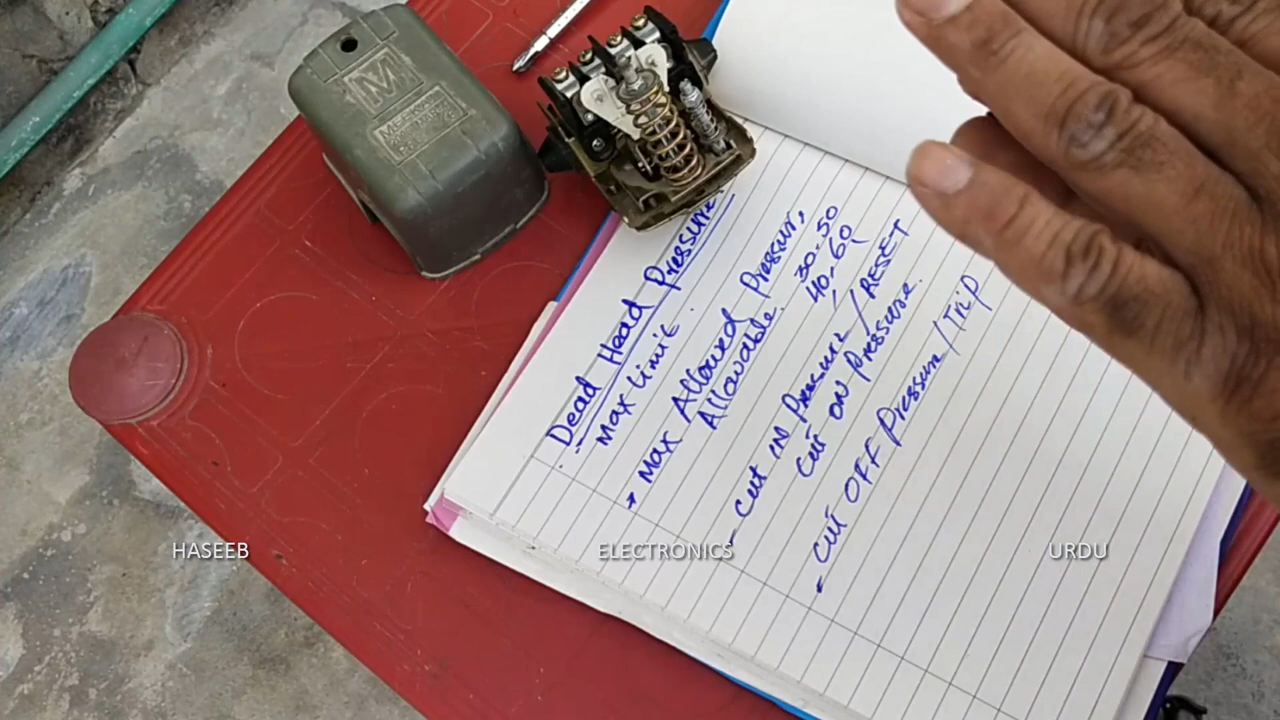 M
Dead Head Pressure
Max Limit
Max Allowed Pressur,
Allowable.
30-50
40,60
Cut IN Pressure / RESET
Cut ON Pressure.
Cut OFF Pressure / Trip
HASEEB
ELECTRONICS
URDU